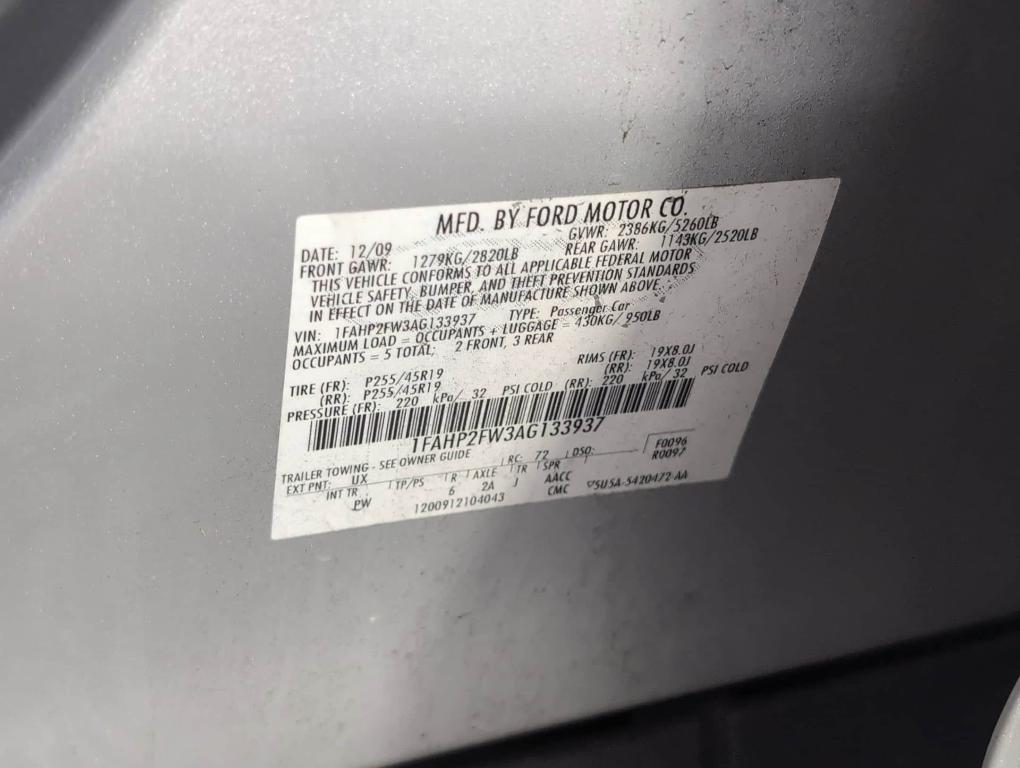 MFD. BY FORD MOTOR CO.
DATE: 12/09 GVWR: 2386KG/5260LB
FRONT GAWR: 1279KG/2820LB REAR GAWR: 1143KG/2520LB
THIS VEHICLE CONFORMS TO ALL APPLICABLE FEDERAL MOTOR
VEHICLE SAFETY, BUMPER, AND THEFT PREVENTION STANDARDS
IN EFFECT ON THE DATE OF MANUFACTURE SHOWN ABOVE
VIN: 1FAHP2FW3AG133937 TYPE: Passenger Car
MAXIMUM LOAD = OCCUPANTS + LUGGAGE = 430KG/950LB
OCCUPANTS = 5 TOTAL, 2 FRONT, 3 REAR
TIRE (FR): P255/45R19 RIMS (FR): 19X8.0J
(RR): P255/45R19 (RR): 19X8.0J
PRESSURE (FR): 220 kPa/ 32 PSI COLD (RR): 220 kPa/ 32 PSI COLD
1FAHP2FW3AG133937
TRAILER TOWING - SEE OWNER GUIDE RC: 72 DSO: F0096
EXT PNT: UX R0097
INT TR TP/PS R AXLE TR SPR
PW 6 2A J AACC
CMC
1200912104043 5U5A-5420472-AA